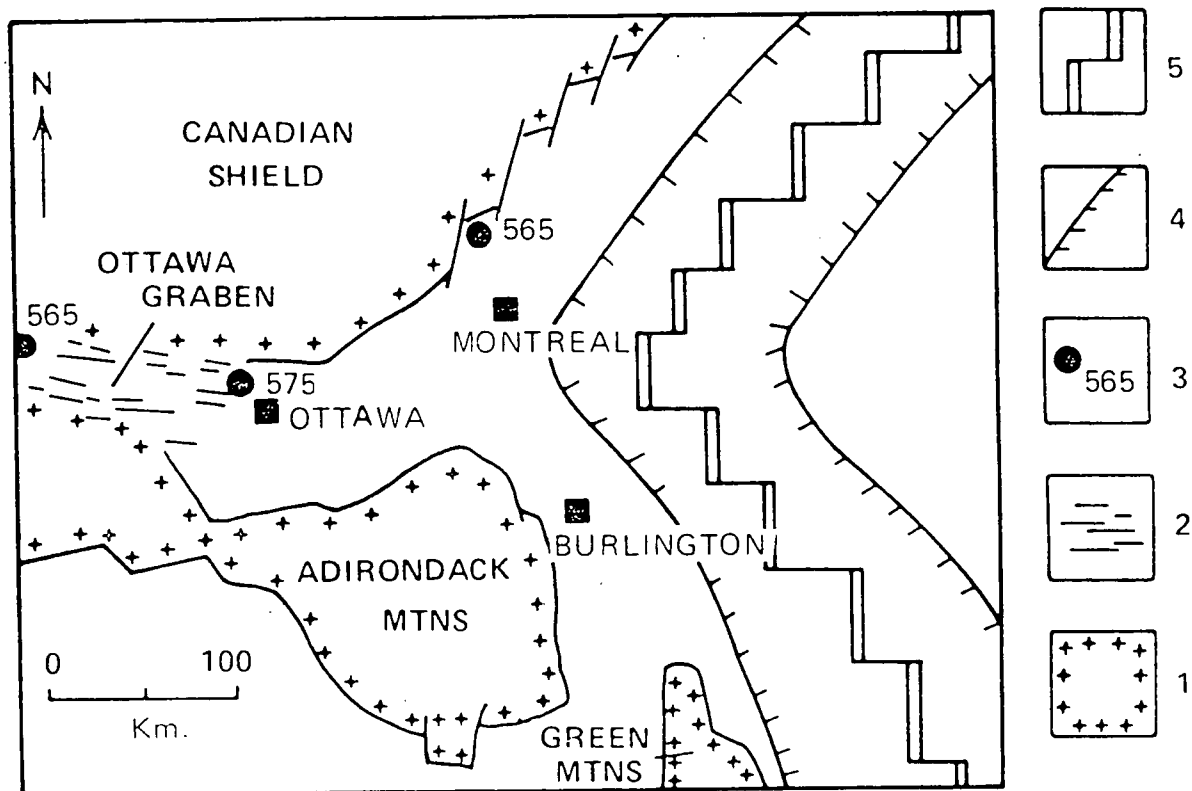 N
CANADIAN
SHIELD
565
OTTAWA
GRABEN
565
MONTREAL
575
OTTAWA
BURLINGTON
ADIRONDACK
MTNS
0 100
Km.
GREEN
MTNS
5
4
565 3
2
1